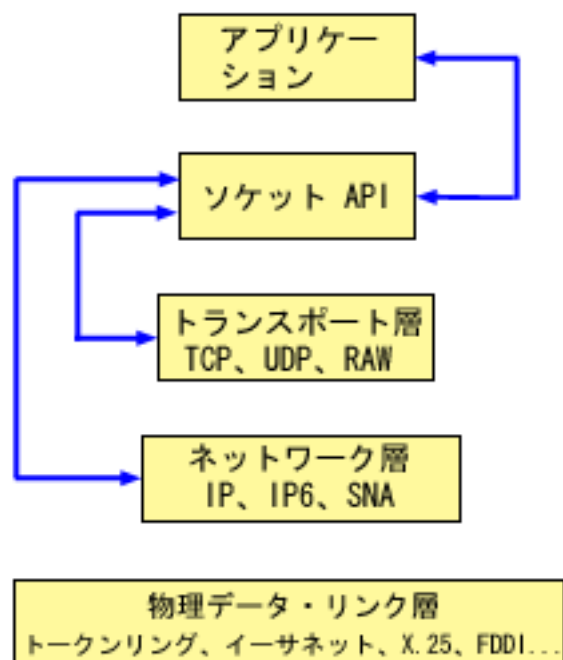 アプリケー
ション
ソケット API
トランスポート層
TCP、UDP、RAW
ネットワーク層
IP、IP6、SNA
物理データ・リンク層
トークンリング、イーサネット、X.25、FDDI...